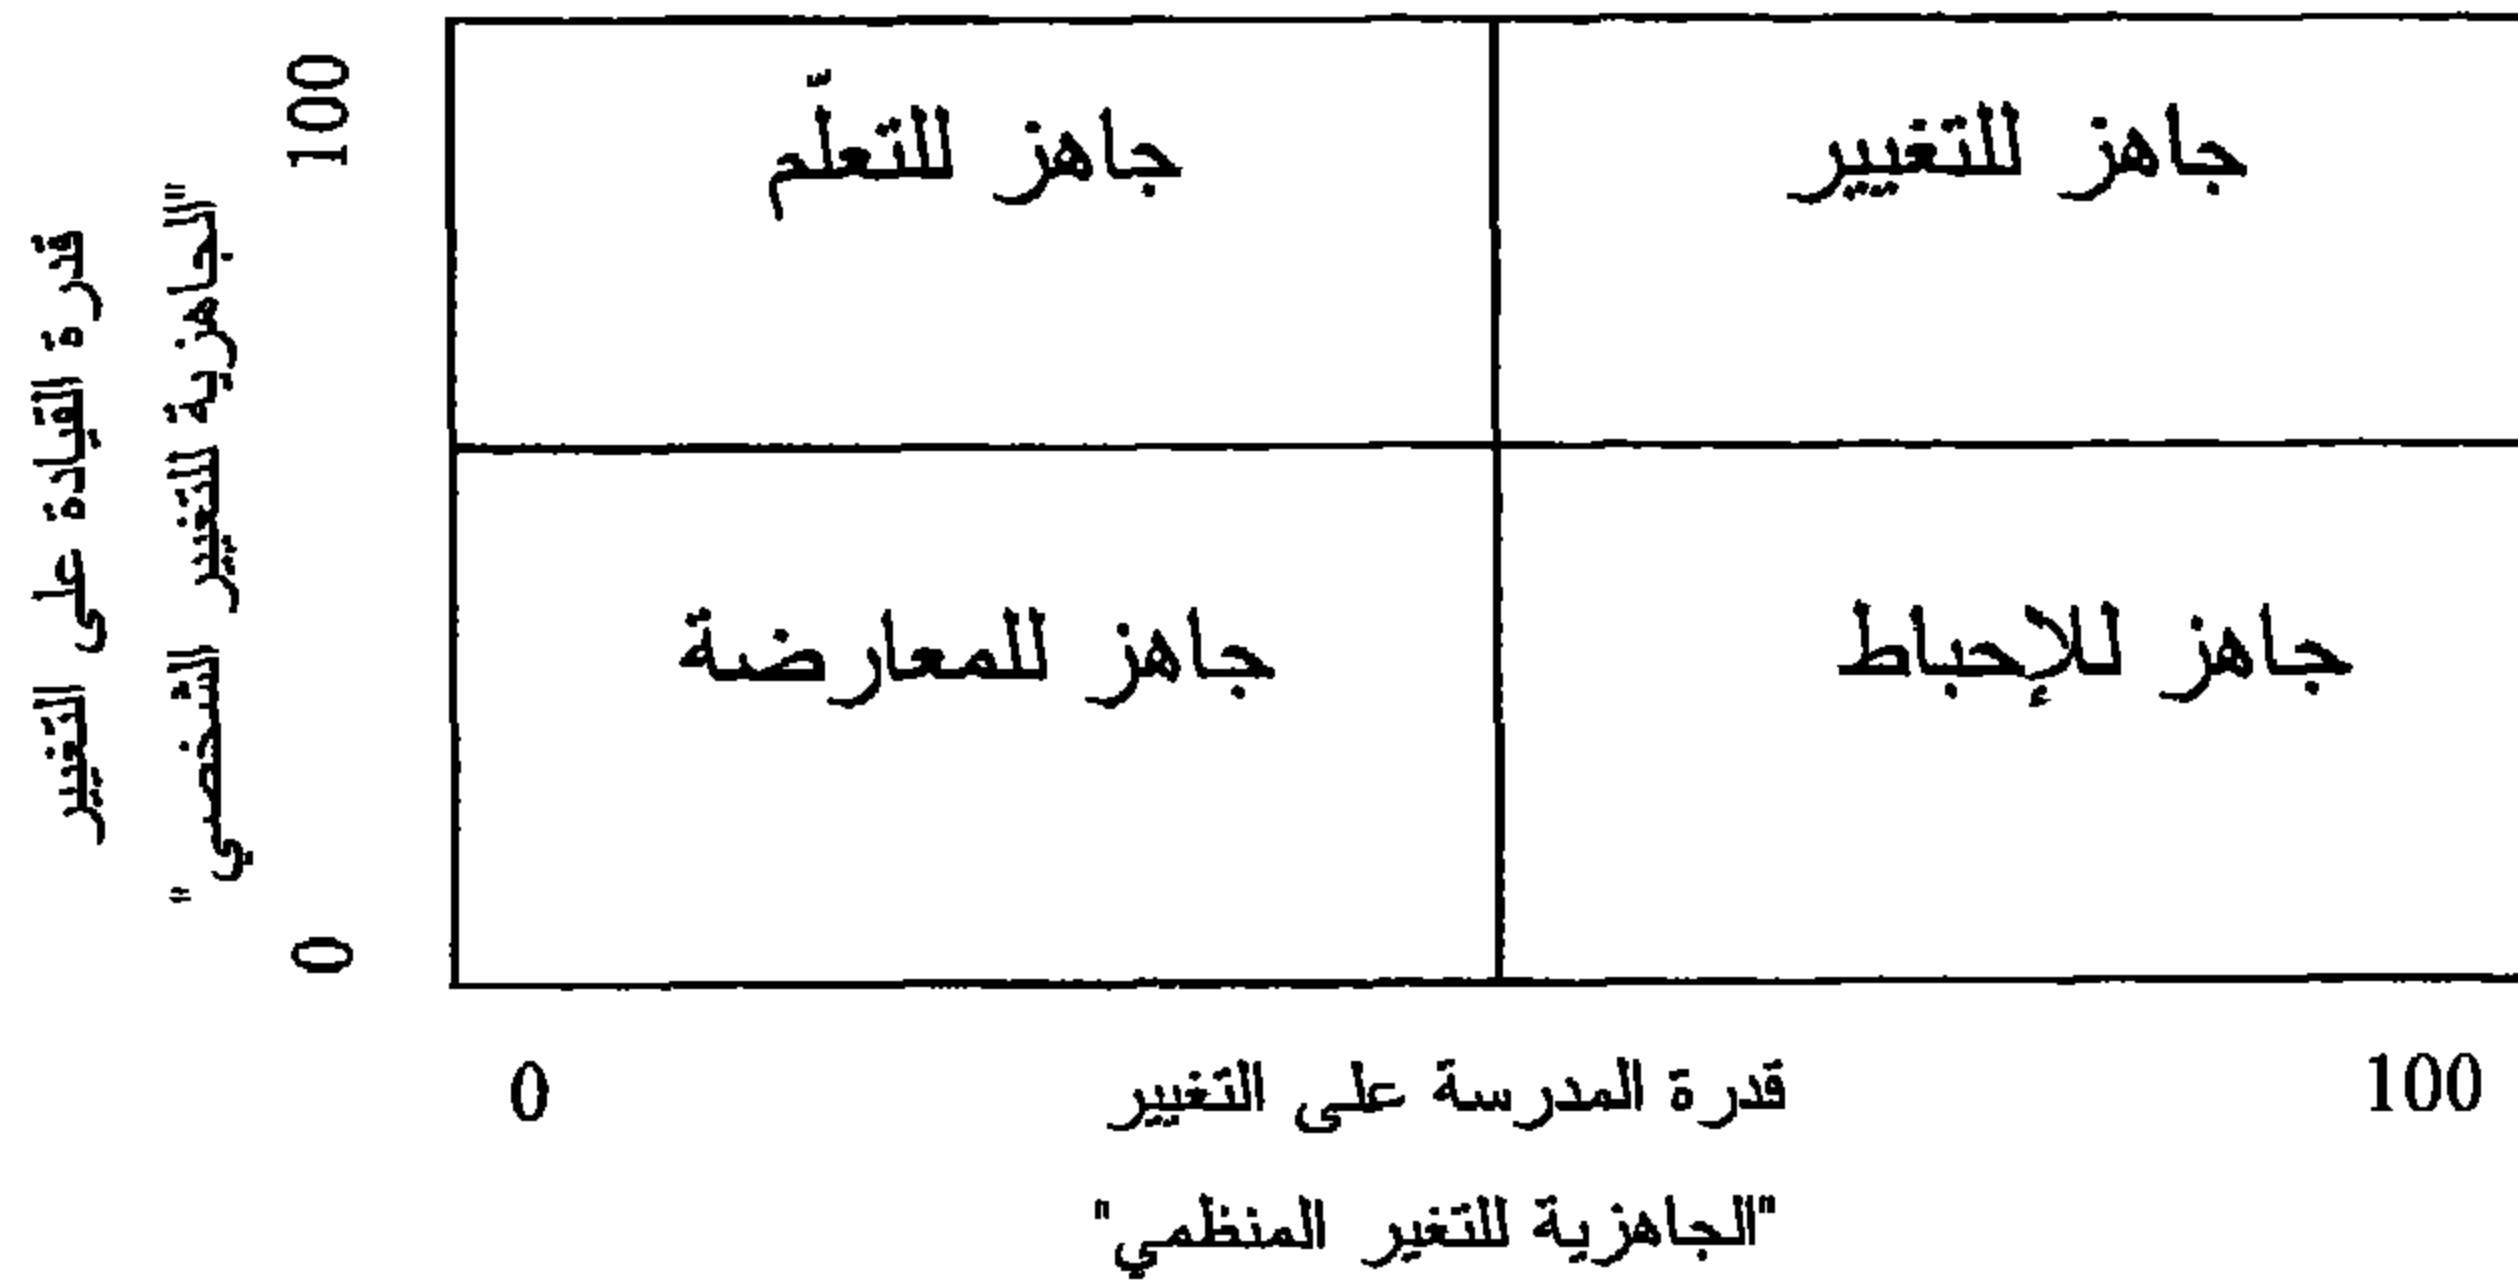 100
جاهز للتغيير
جاهز للتعلّم
قدرة القيادة على التغيير
"الجاهزية للتغير الشخصي"
جاهز للإحباط
جاهز للمعارضة
0
0
قدرة المدرسة على التغيير
100
"الجاهزية للتغير المنظمي"